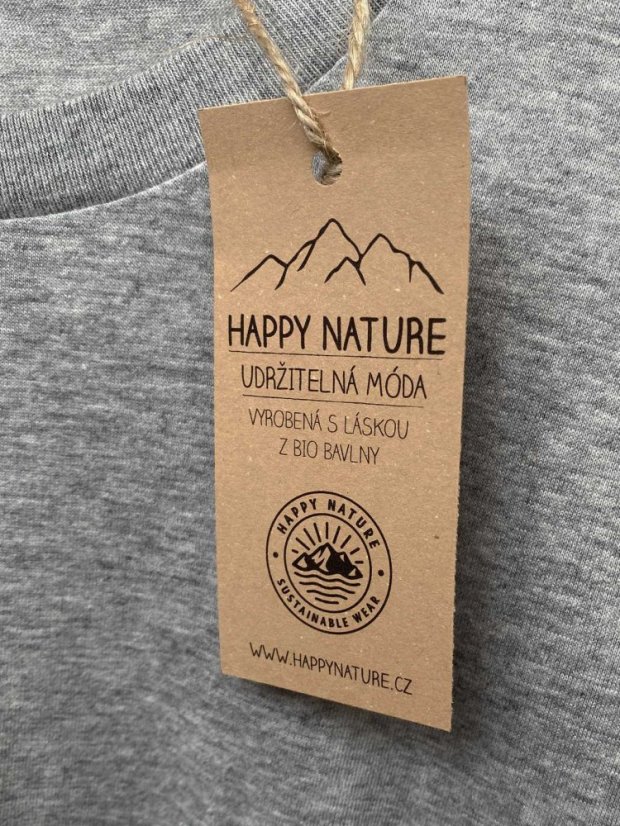 HAPPY NATURE
UDRŽITELNÁ MÓDA
VYROBENÁ S LÁSKOU
Z BIO BAVLNY
HAPPY NATURE
SUSTAINABLE WEAR
WWW.HAPPYNATURE.CZ